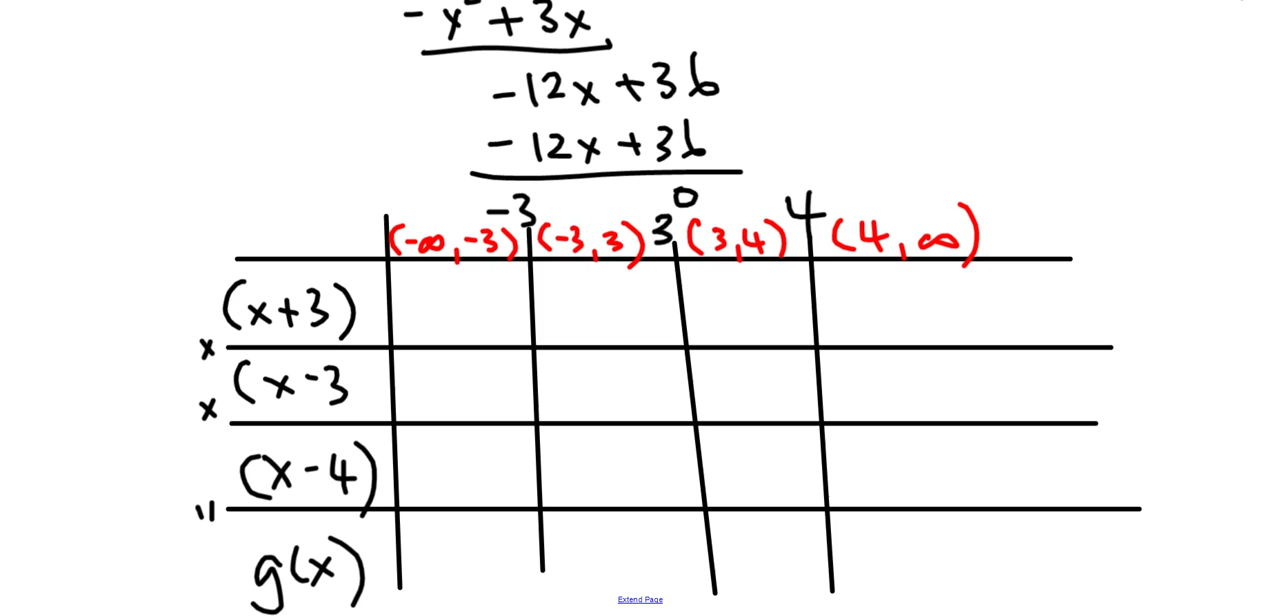 - x² + 3x
-12x + 36
- 12x + 36
0
-3 3 4
(-∞, -3) (-3, 3) (3, 4) (4, ∞)
(x+3)
x
(x - 3
x
(x - 4)
=
g(x)
Extend Page